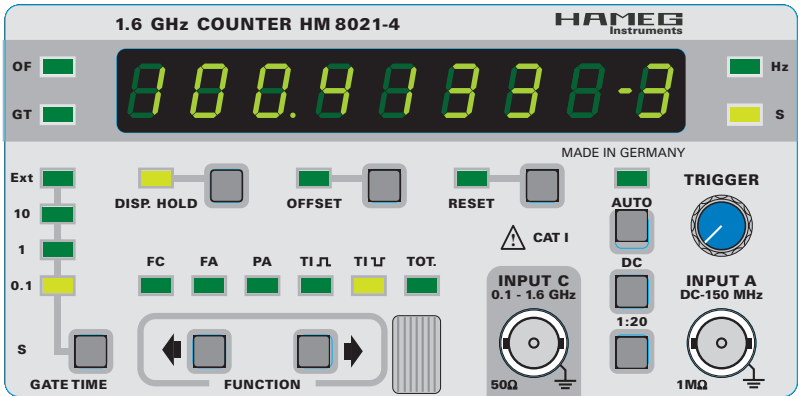 1.6 GHz COUNTER HM 8021-4
HAMEG
Instruments
OF
100.4133 -3
Hz
GT
S
MADE IN GERMANY
Ext
DISP. HOLD
OFFSET
RESET
AUTO
TRIGGER
10
1
CAT I
FC
FA
PA
TI
TI
TOT.
DC
0.1
INPUT C
0.1 - 1.6 GHz
INPUT A
DC-150 MHz
1:20
S
GATE TIME
FUNCTION
50Ω
1MΩ